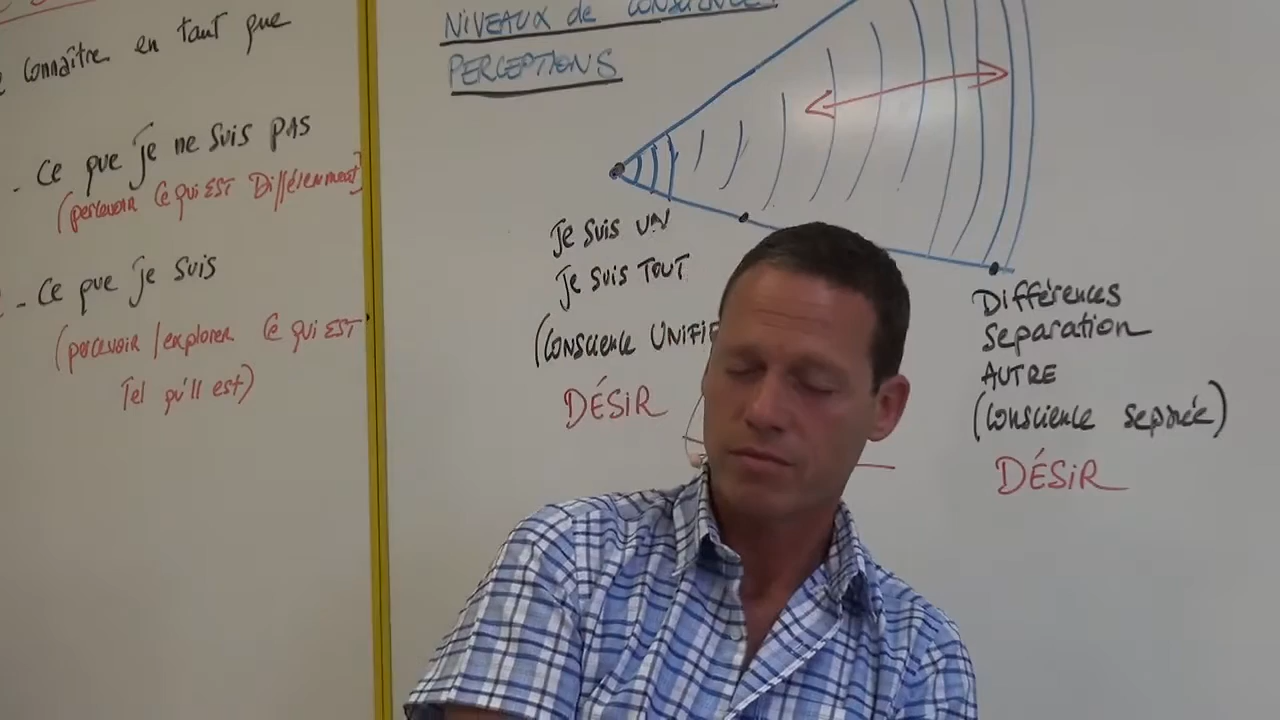 connaître en tant que
- Ce que je ne suis PAS
(percevoir Ce qui EST Différemment)
- Ce que je suis
(percevoir / explorer Ce qui EST
Tel qu'Il est)
NIVEAUX de CONSCIENCE :
PERCEPTIONS
Je suis UN
Je suis TOUT
(Conscience UNIFI
DÉSIR
Différences
séparation
AUTRE
(Conscience séparée)
DÉSIR